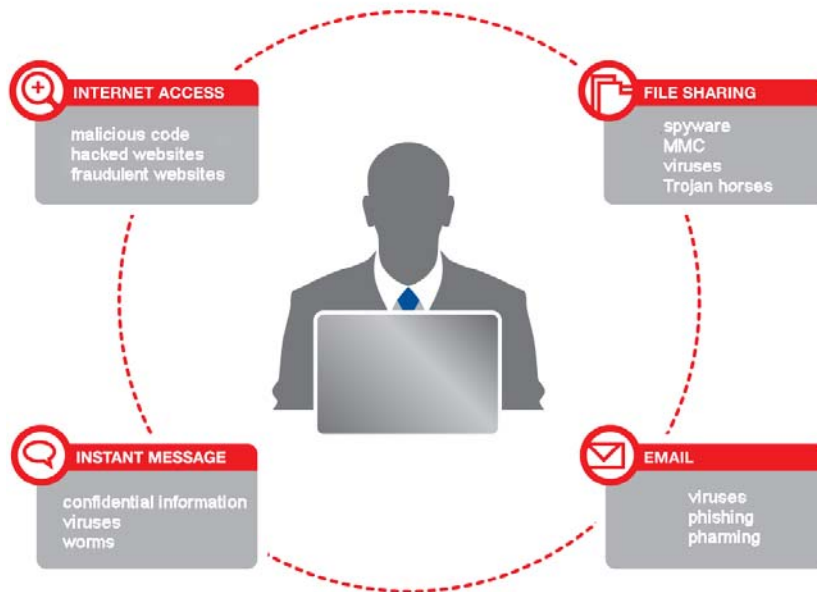 INTERNET ACCESS
malicious code
hacked websites
fraudulent websites
FILE SHARING
spyware
MMC
viruses
Trojan horses
INSTANT MESSAGE
confidential information
viruses
worms
EMAIL
viruses
phishing
pharming